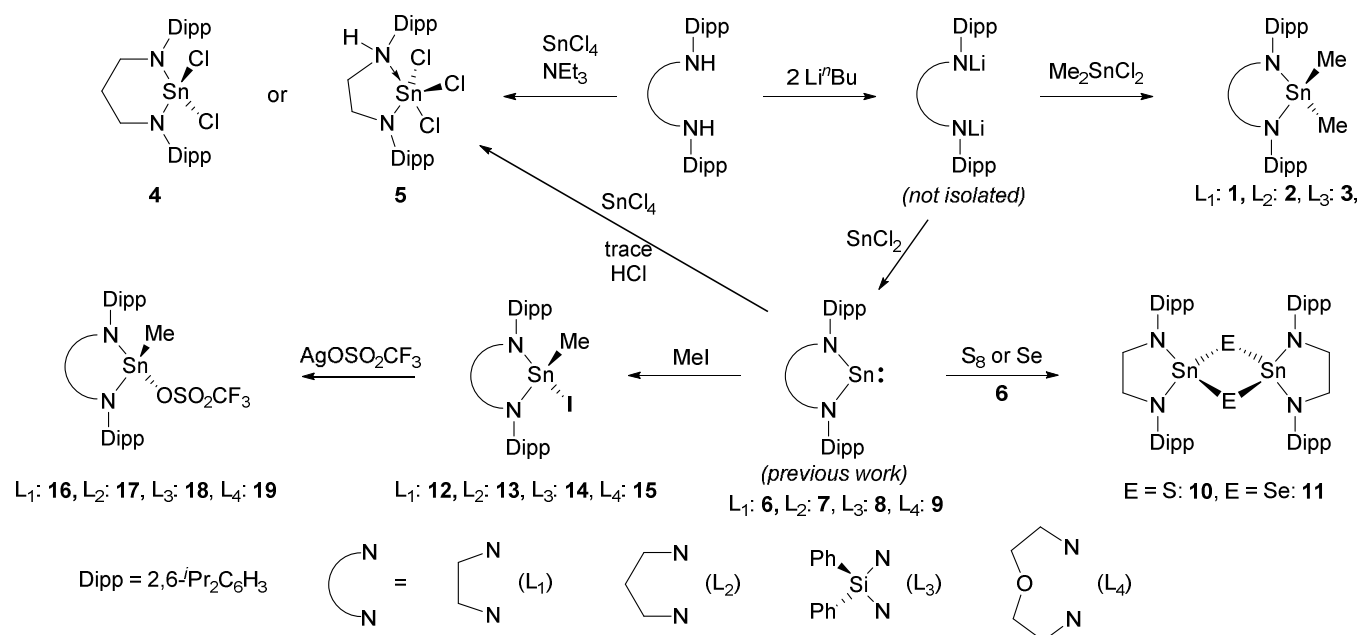 Dipp
N
Cl
Sn
Cl
N
Dipp
4
or
Dipp
H
N
Cl
Cl
Sn
Cl
N
Dipp
5
SnCl4
NEt3
Dipp
NH
NH
Dipp
2 LiⁿBu
Dipp
NLi
NLi
Dipp
(not isolated)
Me2SnCl2
Dipp
N
Me
Sn
Me
N
Dipp
L1: 1, L2: 2, L3: 3,
SnCl4
trace
HCl
SnCl2
Dipp
N
Me
Sn
OSO2CF3
N
Dipp
L1: 16, L2: 17, L3: 18, L4: 19
AgOSO2CF3
Dipp
N
Me
Sn
I
N
Dipp
L1: 12, L2: 13, L3: 14, L4: 15
MeI
Dipp
N
Sn:
N
Dipp
(previous work)
L1: 6, L2: 7, L3: 8, L4: 9
S8 or Se
6
Dipp Dipp
N E N
Sn Sn
N E N
Dipp Dipp
E = S: 10, E = Se: 11
Dipp = 2,6-ⁱPr2C6H3
N
N
=
N
N
(L1)
N
N
(L2)
Ph N
Si
Ph N
(L3)
N
O
N
(L4)